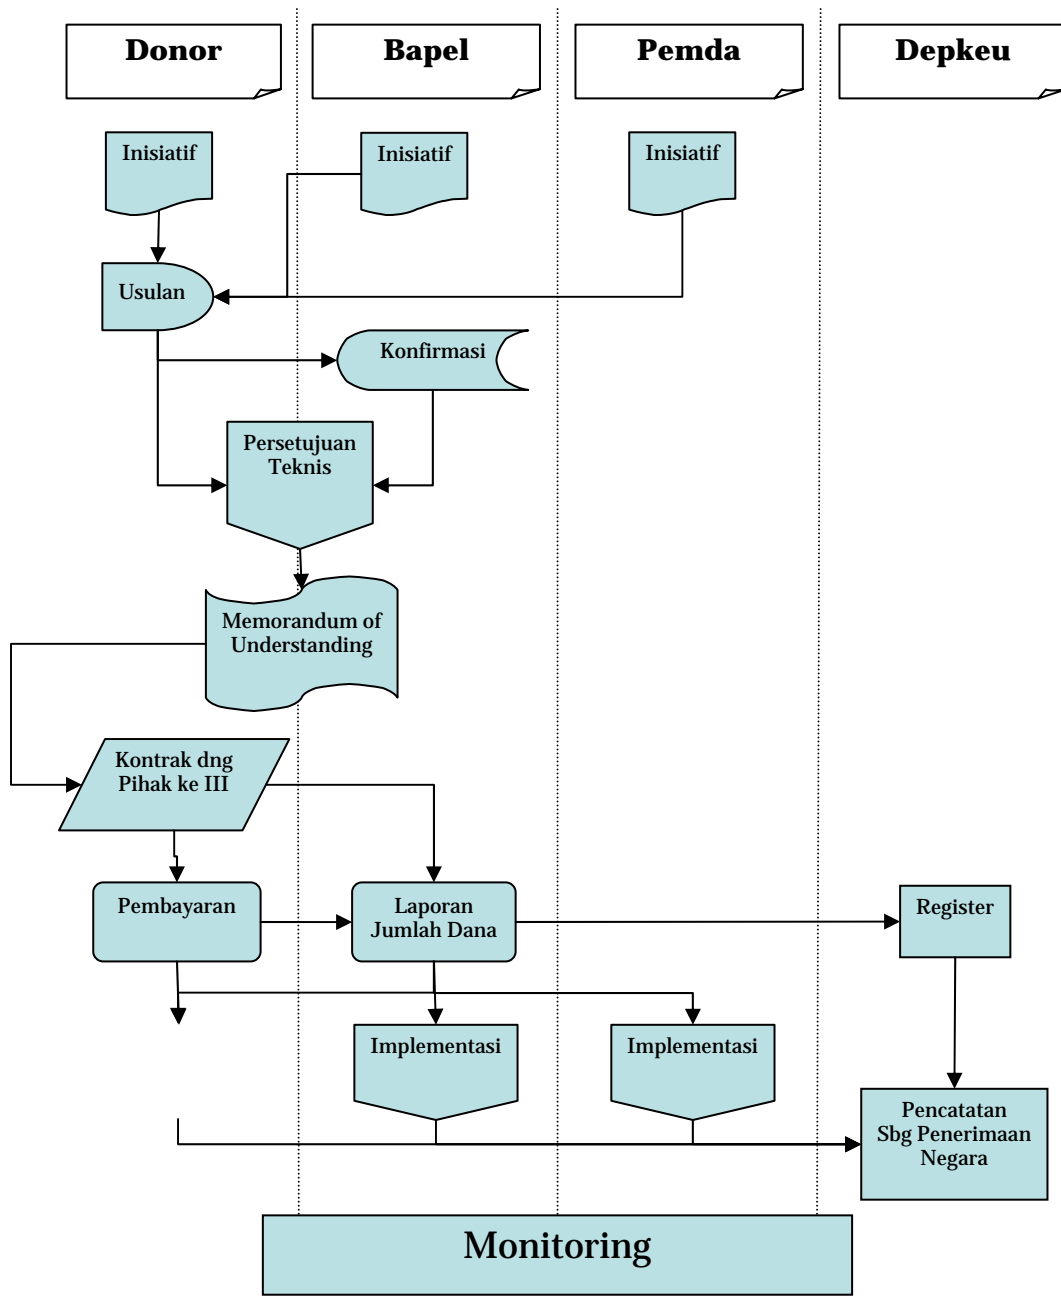 Donor
Bapel
Pemda
Depkeu
Inisiatif
Inisiatif
Inisiatif
Usulan
Konfirmasi
Persetujuan
Teknis
Memorandum of
Understanding
Kontrak dng
Pihak ke III
Pembayaran
Laporan
Jumlah Dana
Register
Implementasi
Implementasi
Pencatatan
Sbg Penerimaan
Negara
Monitoring